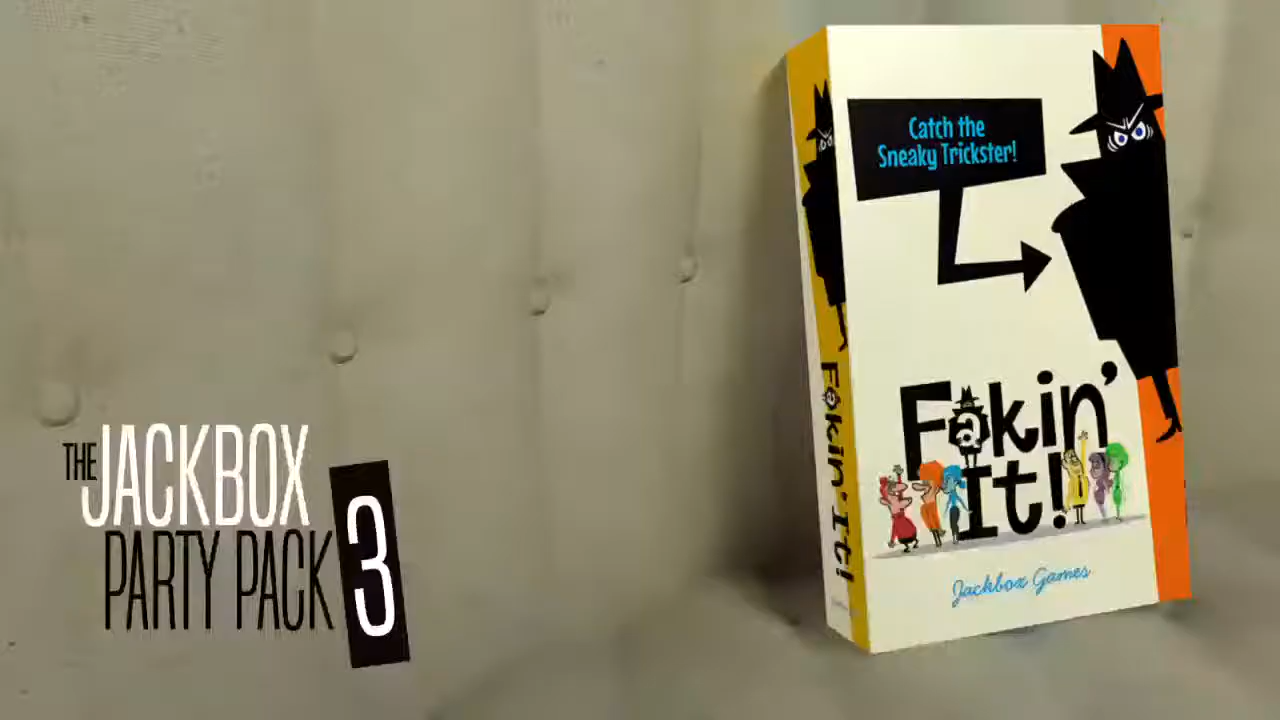 THE JACKBOX
PARTY PACK 3
Catch the
Sneaky Trickster!
Fakin'
It!
Jackbox Games
Fakin' It!